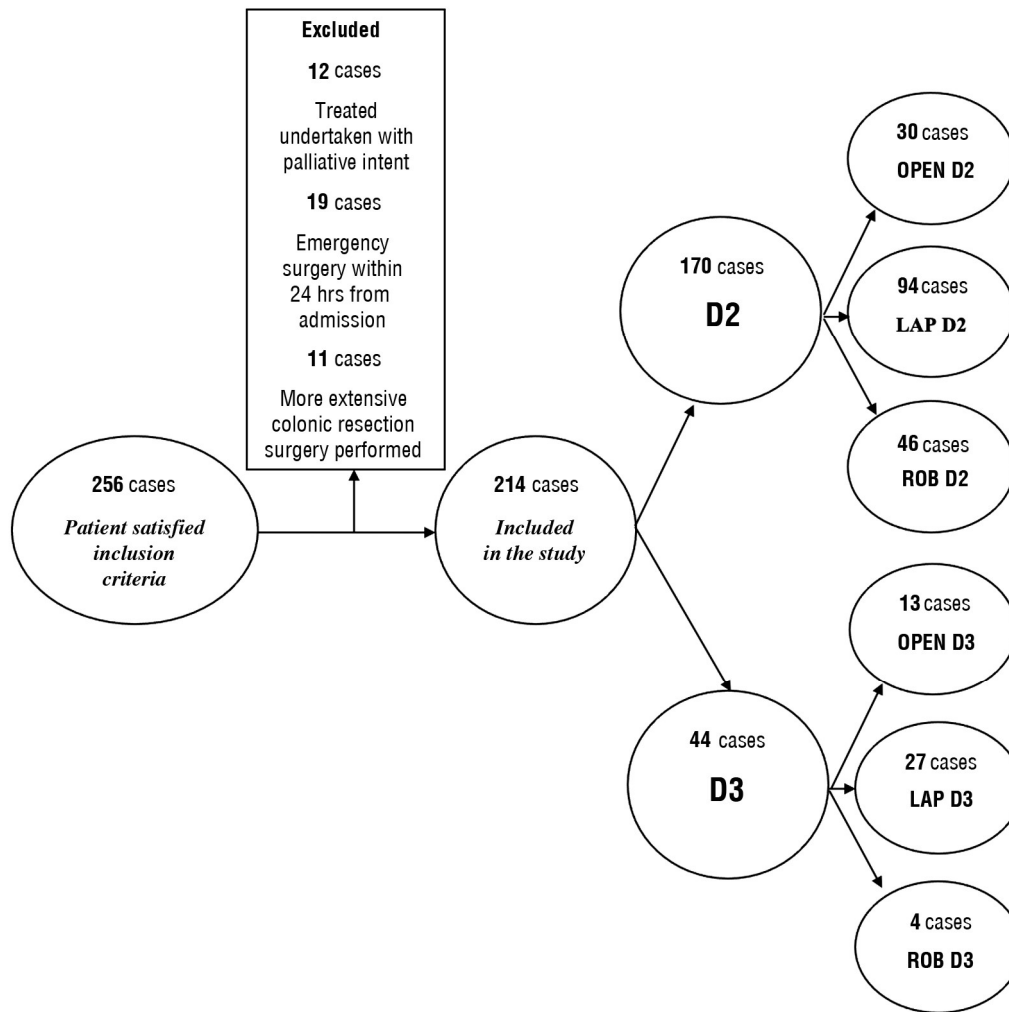 Excluded
12 cases
Treated
undertaken with
palliative intent
19 cases
Emergency
surgery within
24 hrs from
admission
11 cases
More extensive
colonic resection
surgery performed
256 cases
Patient satisfied
inclusion
criteria
214 cases
Included
in the study
170 cases
D2
30 cases
OPEN D2
94 cases
LAP D2
46 cases
ROB D2
44 cases
D3
13 cases
OPEN D3
27 cases
LAP D3
4 cases
ROB D3